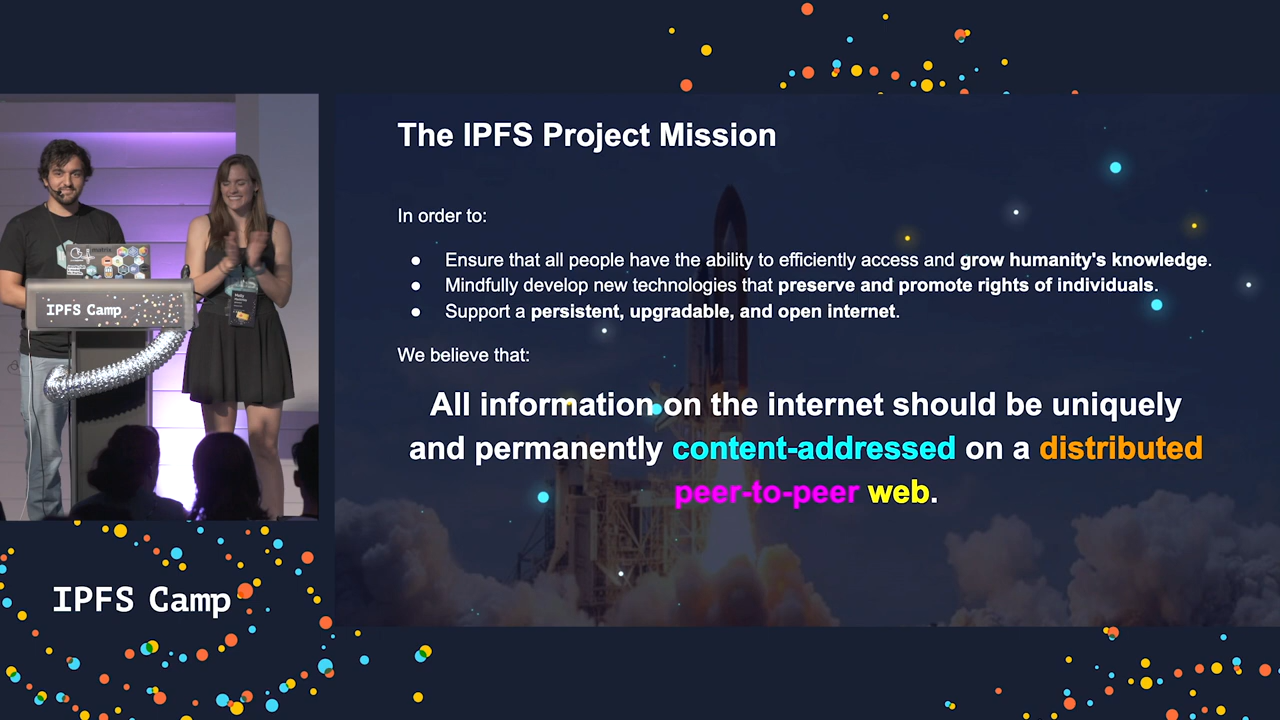 The IPFS Project Mission
In order to:
● Ensure that all people have the ability to efficiently access and grow humanity's knowledge.
● Mindfully develop new technologies that preserve and promote rights of individuals.
● Support a persistent, upgradable, and open internet.
We believe that:
All information on the internet should be uniquely
and permanently content-addressed on a distributed
peer-to-peer web.
matrix
IPFS Camp
Molly
IPFS Camp